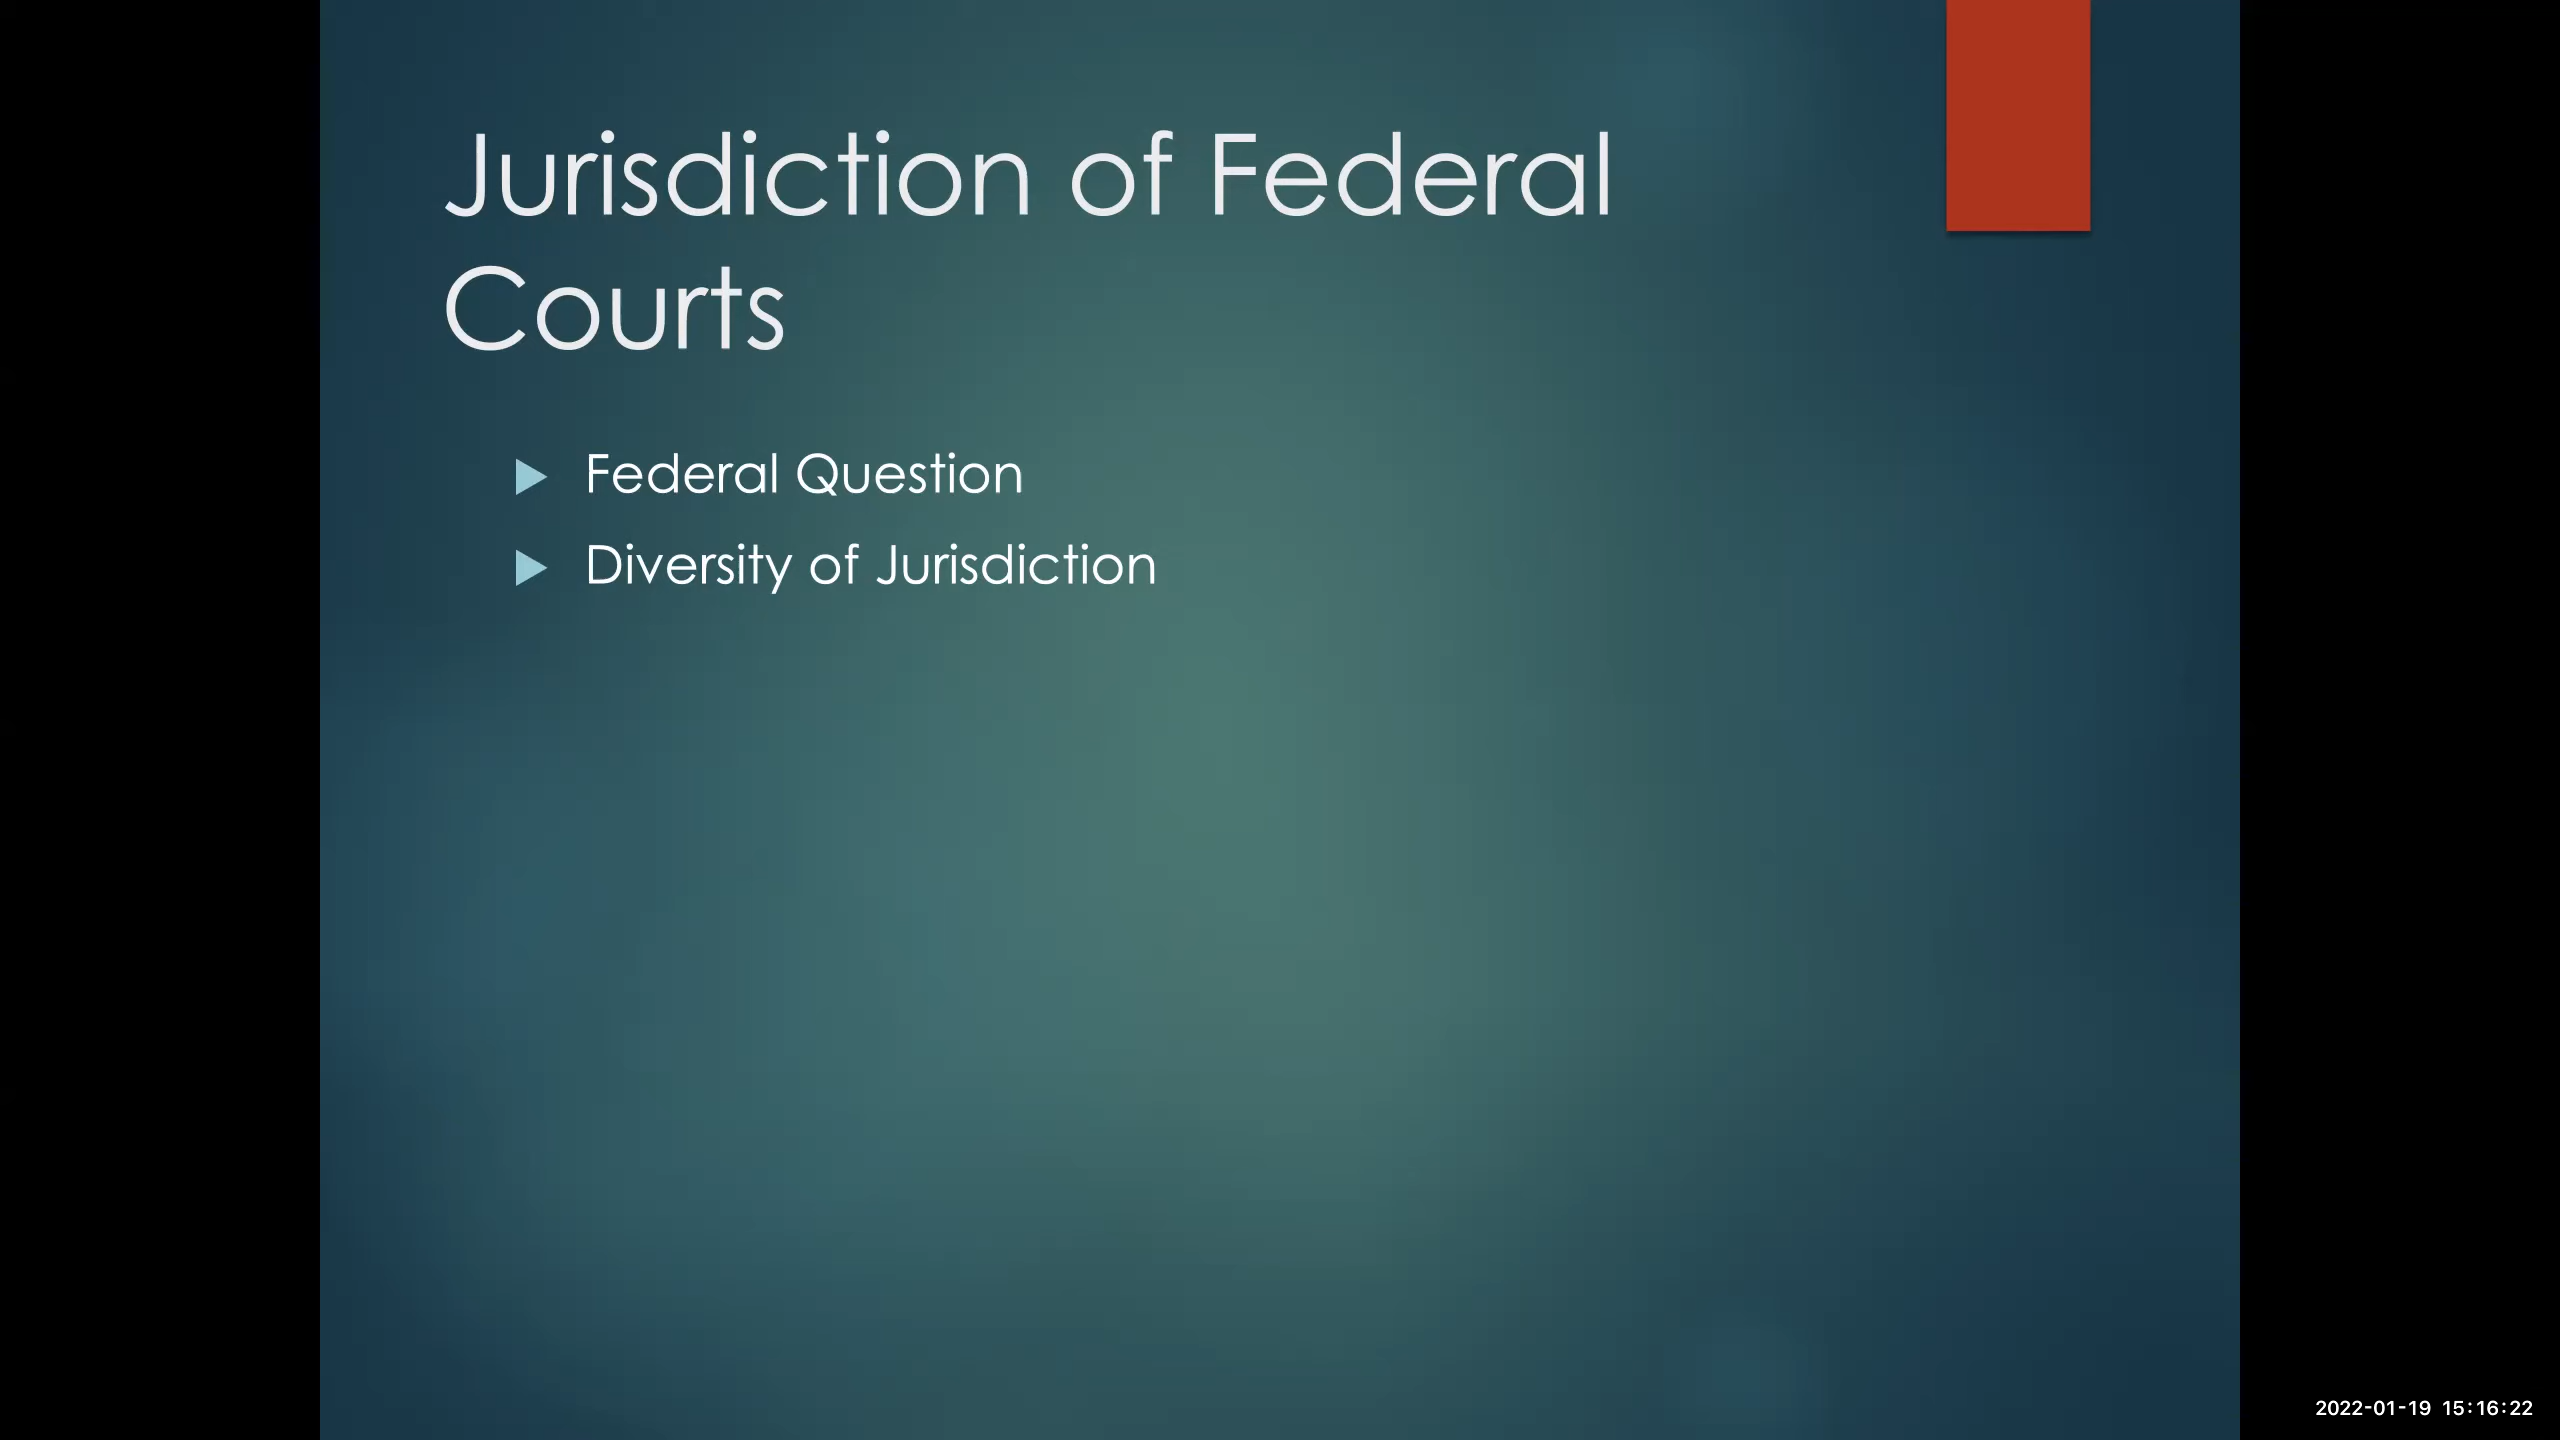 Jurisdiction of Federal
Courts
Federal Question
Diversity of Jurisdiction
2022-01-19 15:16:22